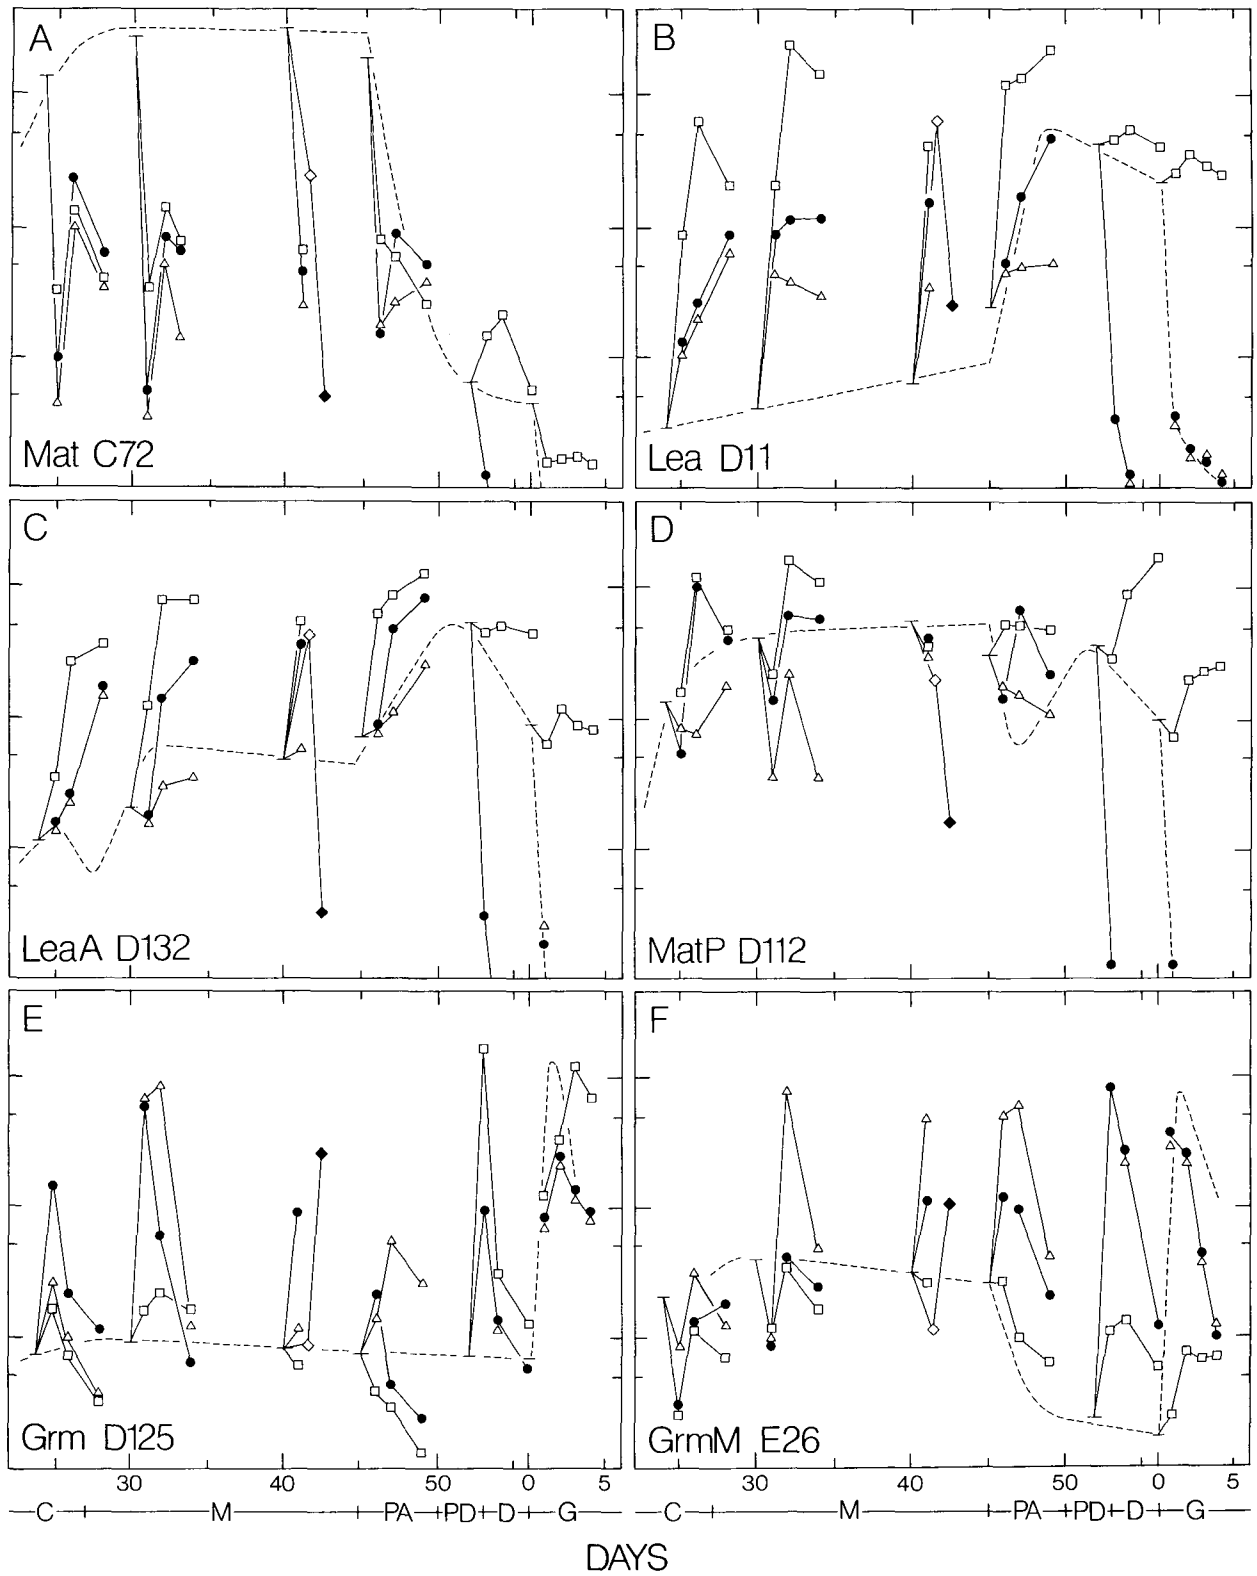 A
Mat C72
B
Lea D11
C
LeaA D132
D
MatP D112
E
Grm D125
F
GrmM E26
30 40 50 0 5
30 40 50 0 5
C M PA PD D G
C M PA PD D G
DAYS